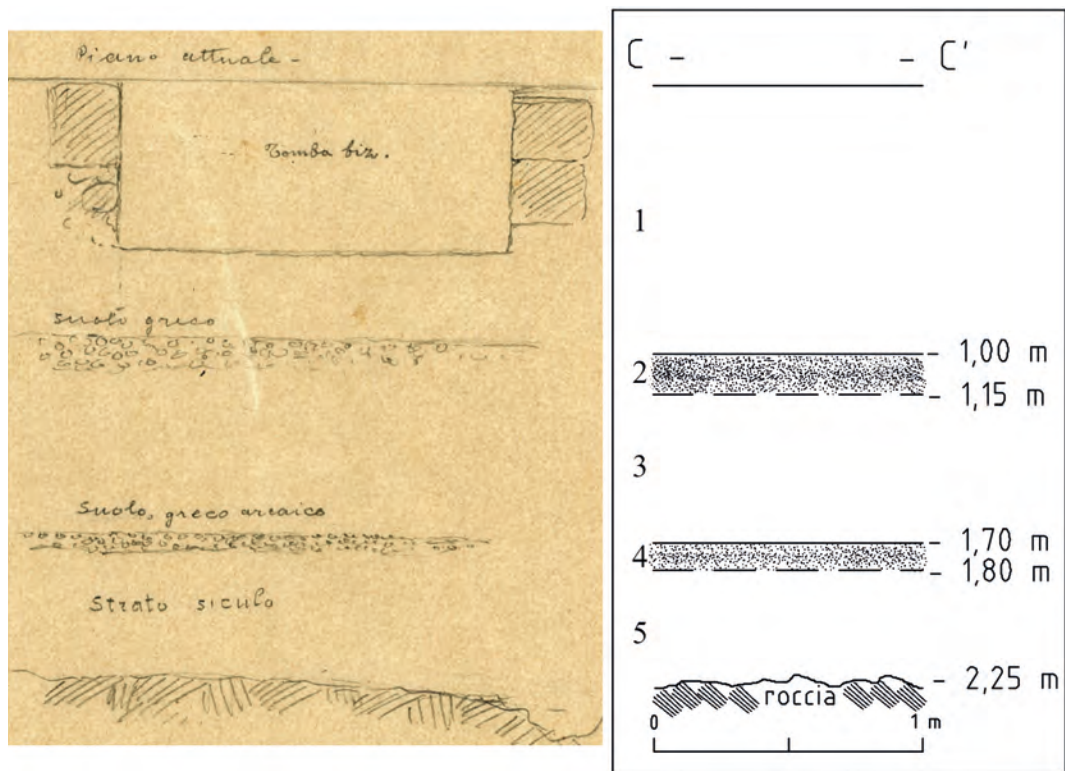 Piano attuale -
Tomba biz.
suolo greco
Suolo, greco arcaico
Strato siculo
C - - C'
1
- 1,00 m
2
- 1,15 m
3
- 1,70 m
4
- 1,80 m
5
- 2,25 m
roccia
0 1 m